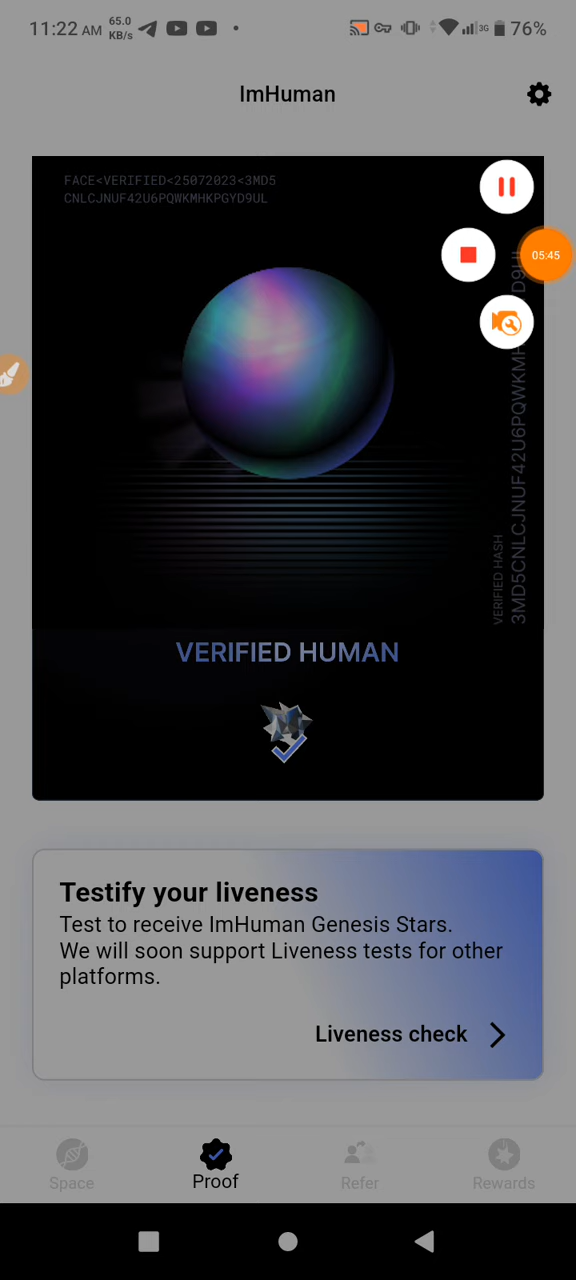 11:22 AM 65.0 KB/s 3G 76%
ImHuman
FACE<VERIFIED<25072023<3MD5
CNLCJNUF42U6PQWKMHKPGYD9UL
05:45
VERIFIED HASH
VERIFIED HUMAN
Testify your liveness
Test to receive ImHuman Genesis Stars.
We will soon support Liveness tests for other
platforms.
Liveness check
Space Proof Refer Rewards